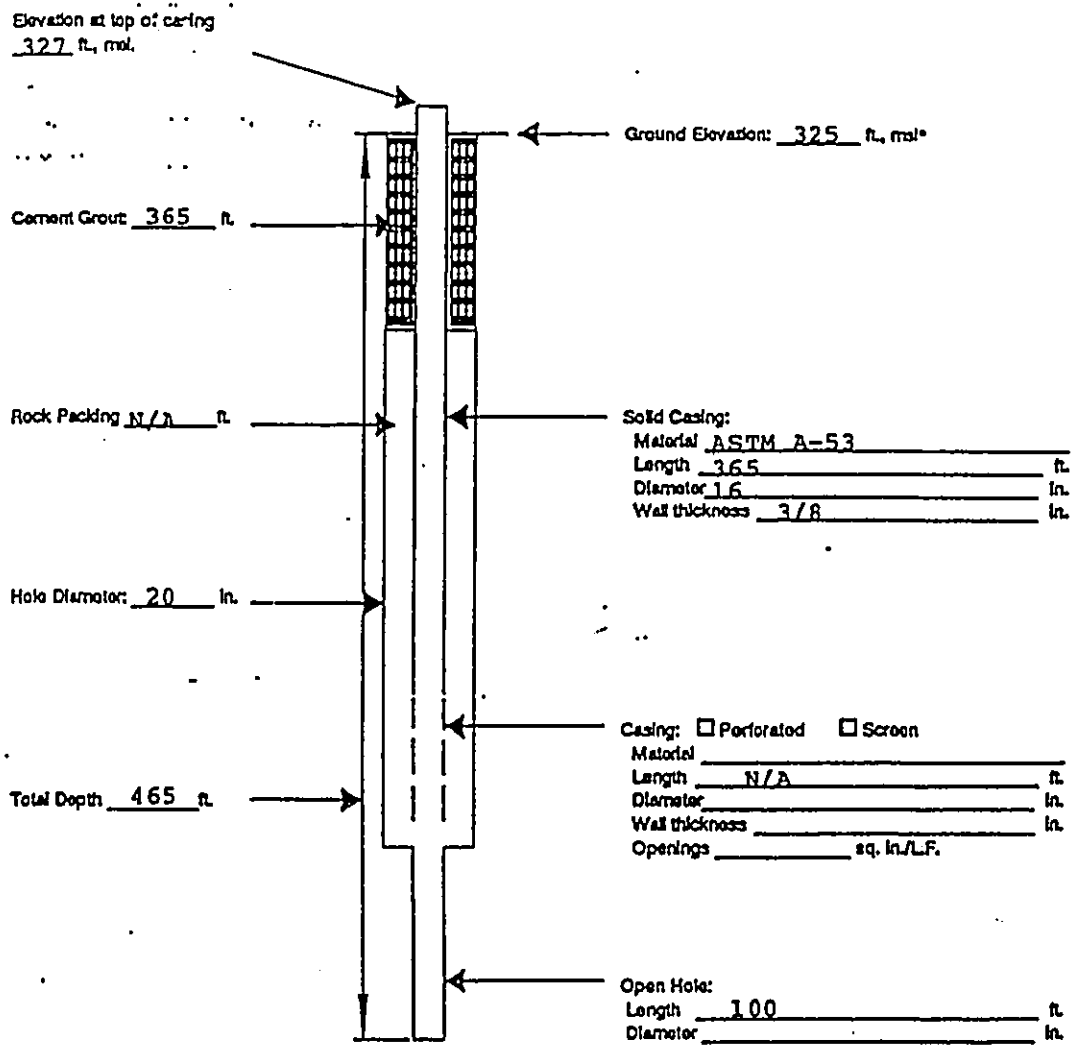 Elevation at top of casing
327 ft., msl.
Ground Elevation: 325 ft., msl*
Cement Grout: 365 ft.
Rock Packing N/A ft.
Solid Casing:
Material ASTM A-53
Length 365 ft.
Diameter 16 in.
Wall thickness 3/8 in.
Hole Diameter: 20 in.
Casing: ☐ Perforated ☐ Screen
Material
Length N/A ft.
Diameter in.
Wall thickness in.
Openings sq. in./L.F.
Total Depth 465 ft.
Open Hole:
Length 100 ft.
Diameter in.